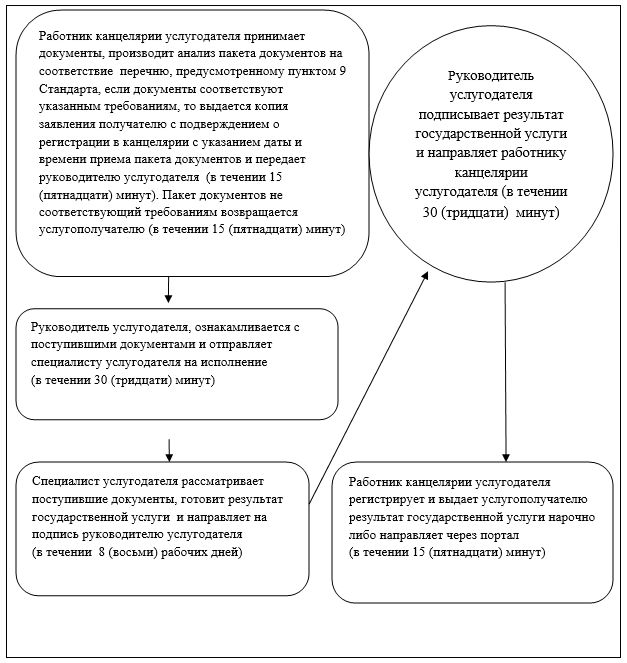 Работник канцелярии услугодателя принимает
документы, производит анализ пакета документов на
соответствие перечню, предусмотренному пунктом 9
Стандарта, если документы соответствуют
указанным требованиям, то выдается копия
заявления получателю с подтверждением о
регистрации в канцелярии с указанием даты и
времени приема пакета документов и передает
руководителю услугодателя (в течении 15
(пятнадцати) минут). Пакет документов не
соответствующий требованиям возвращается
услугополучателю (в течении 15 (пятнадцати) минут)
Руководитель услугодателя, ознакамливается с
поступившими документами и отправляет
специалисту услугодателя на исполнение
(в течении 30 (тридцати) минут)
Специалист услугодателя рассматривает
поступившие документы, готовит результат
государственной услуги и направляет на
подпись руководителю услугодателя
(в течении 8 (восьми) рабочих дней)
Руководитель
услугодателя
подписывает результат
государственной услуги
и направляет работнику
канцелярии
услугодателя (в течении
30 (тридцати) минут)
Работник канцелярии услугодателя
регистрирует и выдает услугополучателю
результат государственной услуги нарочно
либо направляет через портал
(в течении 15 (пятнадцати) минут)